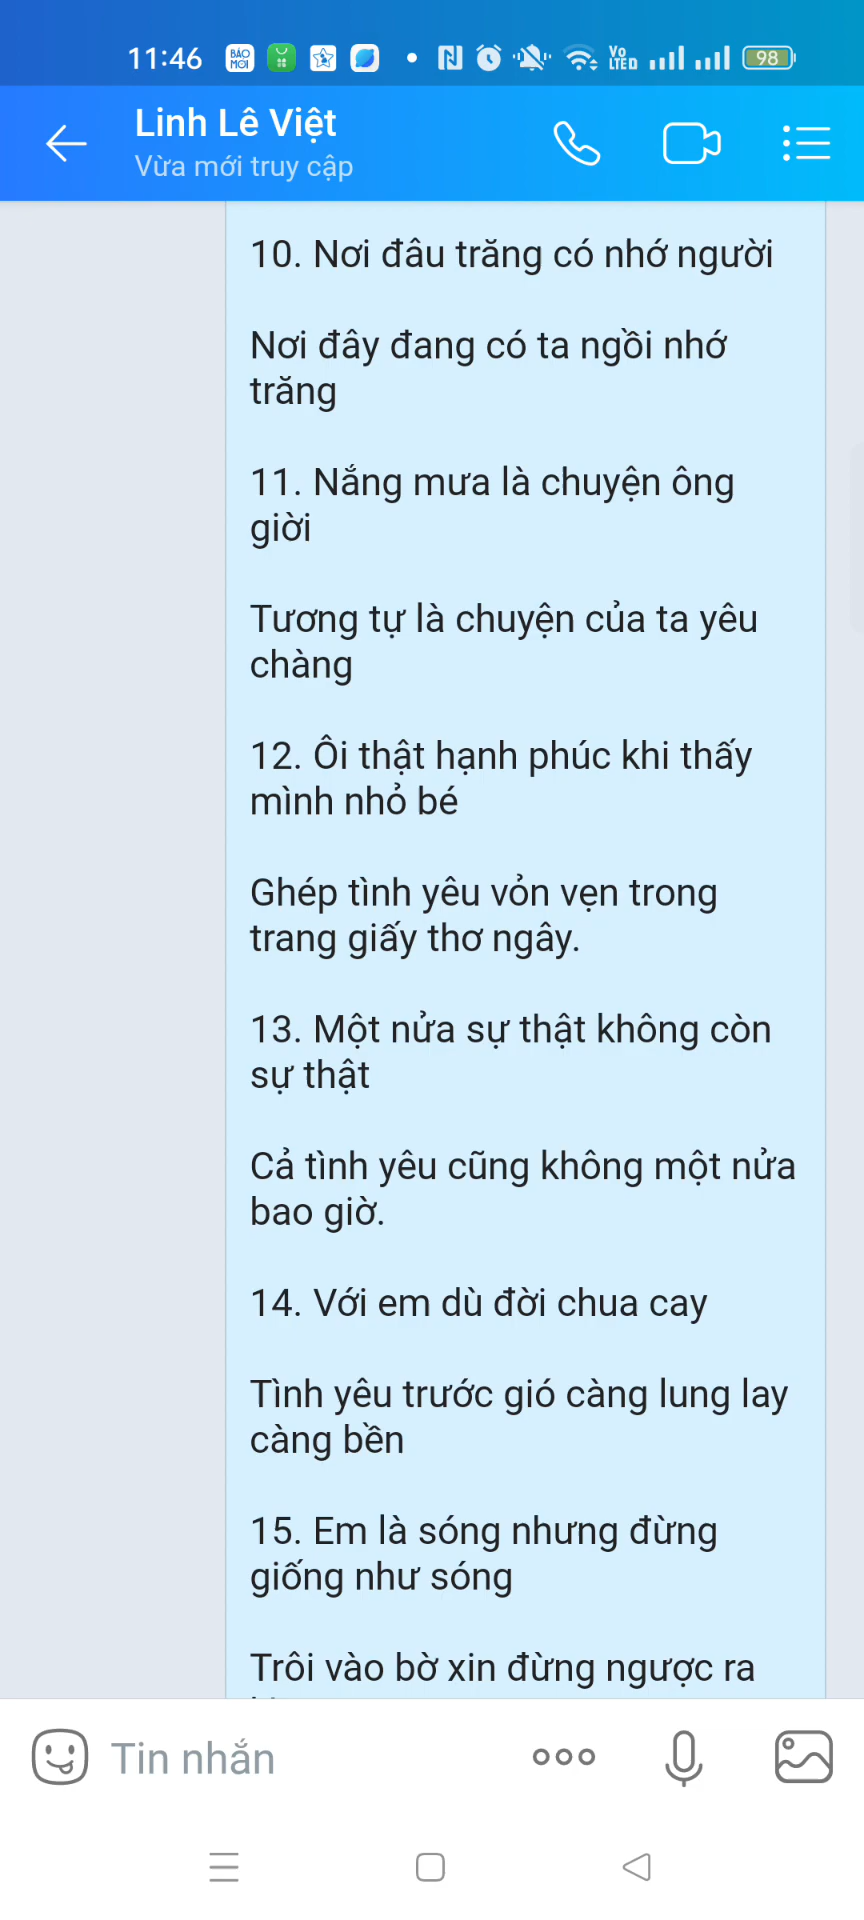 11:46
BÁO
MỚI
VO
LTED
98
Linh Lê Việt
Vừa mới truy cập
10. Nơi đâu trăng có nhớ người
Nơi đây đang có ta ngồi nhớ
trăng
11. Nắng mưa là chuyện ông
giời
Tương tự là chuyện của ta yêu
chàng
12. Ôi thật hạnh phúc khi thấy
mình nhỏ bé
Ghép tình yêu vỏn vẹn trong
trang giấy thơ ngây.
13. Một nửa sự thật không còn
sự thật
Cả tình yêu cũng không một nửa
bao giờ.
14. Với em dù đời chua cay
Tình yêu trước gió càng lung lay
càng bền
15. Em là sóng nhưng đừng
giống như sóng
Trôi vào bờ xin đừng ngược ra
Tin nhắn